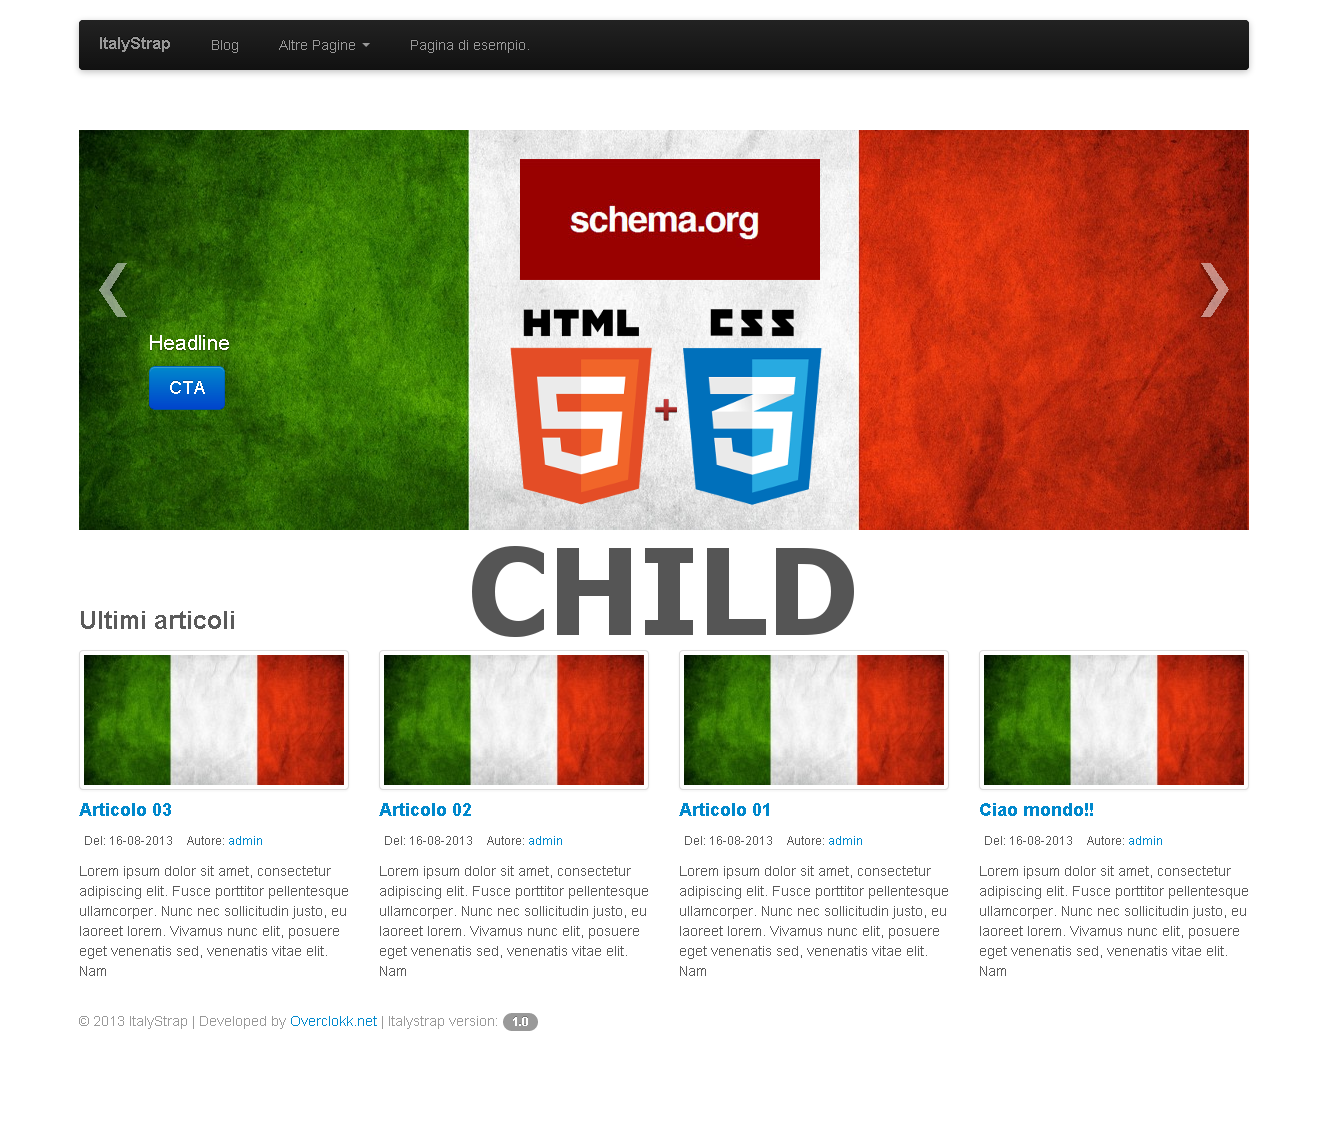 ItalyStrap Blog Altre Pagine Pagina di esempio.
schema.org
HTML CSS
5 + 3
Headline
CTA
CHILD
Ultimi articoli
Articolo 03
Del: 16-08-2013 Autore: admin
Lorem ipsum dolor sit amet, consectetur
adipiscing elit. Fusce porttitor pellentesque
ullamcorper. Nunc nec sollicitudin justo, eu
laoreet lorem. Vivamus nunc elit, posuere
eget venenatis sed, venenatis vitae elit.
Nam
Articolo 02
Del: 16-08-2013 Autore: admin
Lorem ipsum dolor sit amet, consectetur
adipiscing elit. Fusce porttitor pellentesque
ullamcorper. Nunc nec sollicitudin justo, eu
laoreet lorem. Vivamus nunc elit, posuere
eget venenatis sed, venenatis vitae elit.
Nam
Articolo 01
Del: 16-08-2013 Autore: admin
Lorem ipsum dolor sit amet, consectetur
adipiscing elit. Fusce porttitor pellentesque
ullamcorper. Nunc nec sollicitudin justo, eu
laoreet lorem. Vivamus nunc elit, posuere
eget venenatis sed, venenatis vitae elit.
Nam
Ciao mondo!!
Del: 16-08-2013 Autore: admin
Lorem ipsum dolor sit amet, consectetur
adipiscing elit. Fusce porttitor pellentesque
ullamcorper. Nunc nec sollicitudin justo, eu
laoreet lorem. Vivamus nunc elit, posuere
eget venenatis sed, venenatis vitae elit.
Nam
© 2013 ItalyStrap | Developed by Overclokk.net | Italystrap version: 1.0